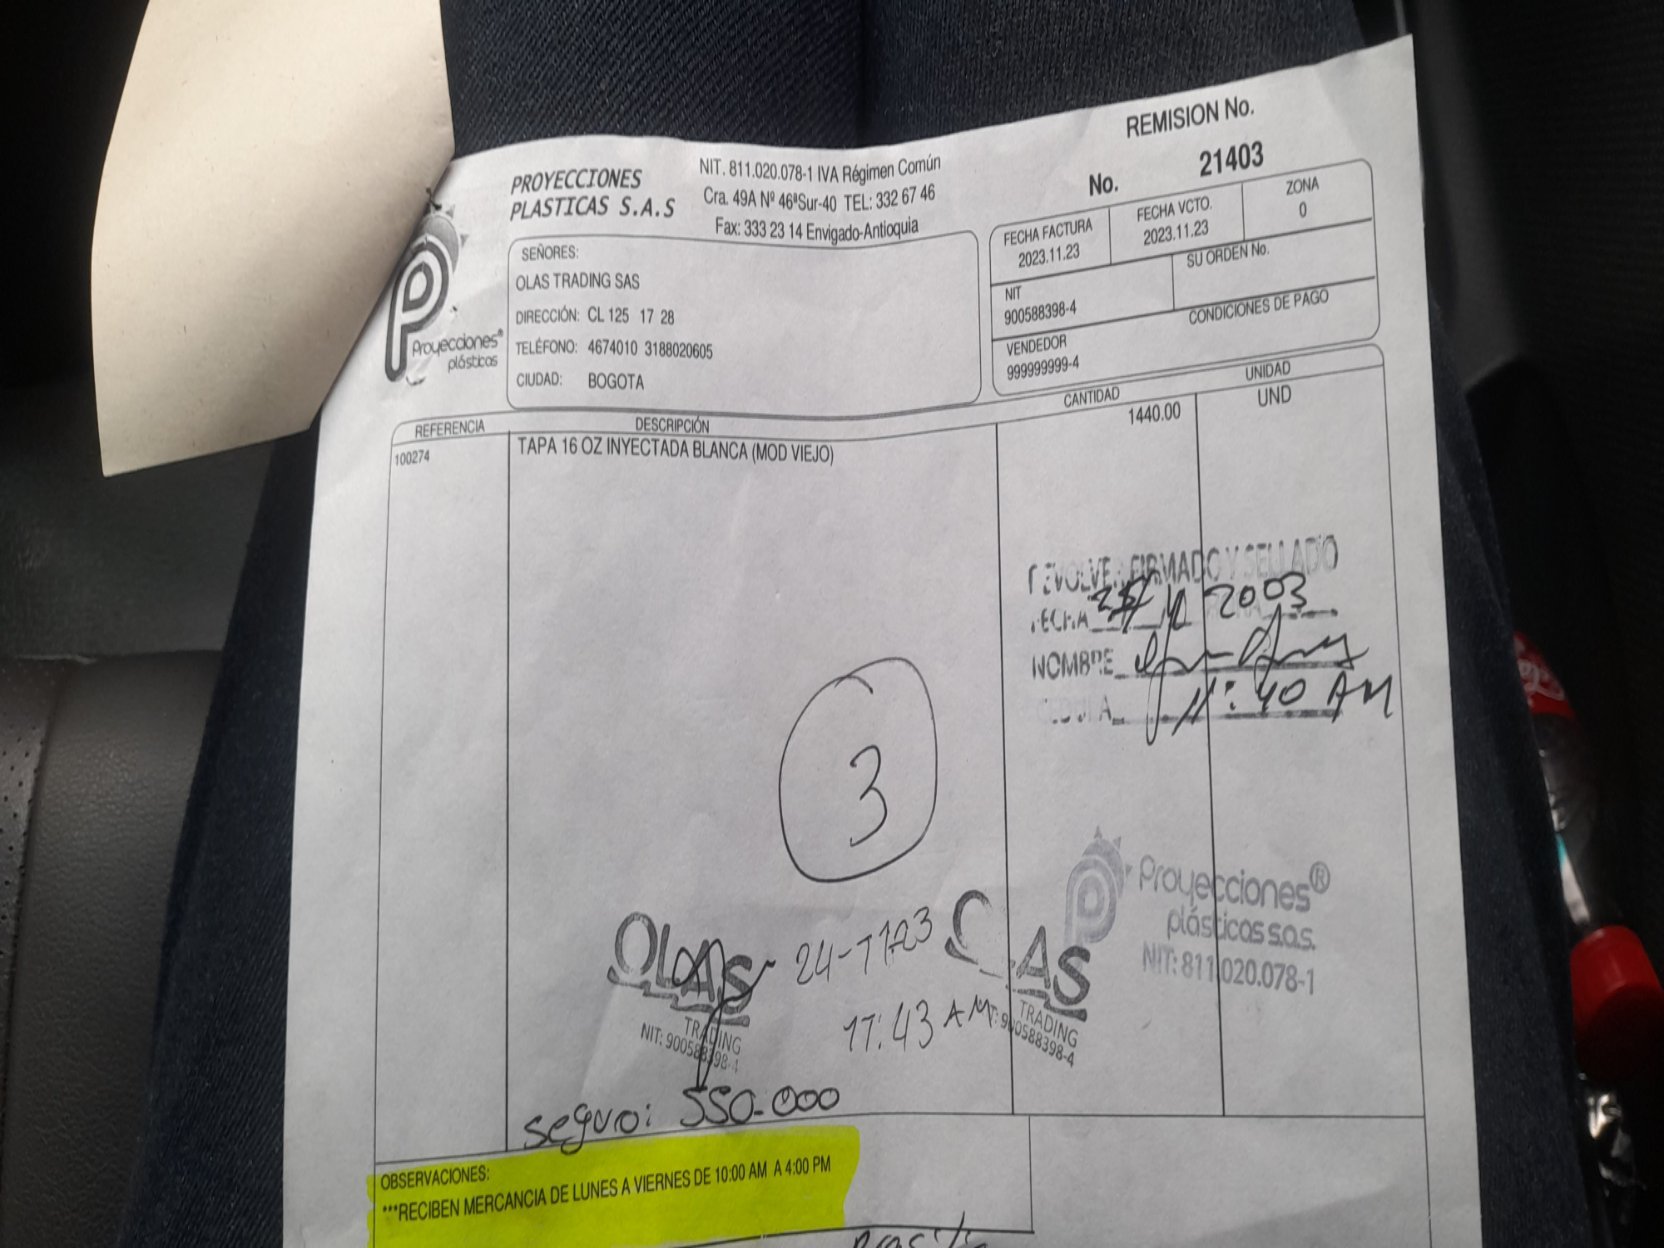 REMISION No.
No. 21403
PROYECCIONES
PLASTICAS S.A.S
NIT. 811.020.078-1 IVA Régimen Común
Cra. 49A Nº 46ªSur-40 TEL: 332 67 46
Fax: 333 23 14 Envigado-Antioquia
Proyecciones®
plásticas
SEÑORES:
OLAS TRADING SAS
DIRECCIÓN: CL 125 17 28
TELÉFONO: 4674010 3188020605
CIUDAD: BOGOTA
FECHA FACTURA
2023.11.23
FECHA VCTO.
2023.11.23
ZONA
0
NIT
900588398-4
SU ORDEN No.
VENDEDOR
999999999-4
CONDICIONES DE PAGO
REFERENCIA DESCRIPCIÓN CANTIDAD UNIDAD
100274 TAPA 16 OZ INYECTADA BLANCA (MOD VIEJO) 1440.00 UND
DEVOLVER FIRMADO Y SELLADO
FECHA 2003
NOMBRE
CEDULA 11:40 AM
3
Proyecciones®
plásticas s.a.s.
NIT: 811.020.078-1
OLAS
TRADING
NIT: 900588398-4
24-1123
11:43 AM
OLAS
TRADING
NIT: 900588398-4
seguro: 550.000
OBSERVACIONES:
***RECIBEN MERCANCIA DE LUNES A VIERNES DE 10:00 AM A 4:00 PM